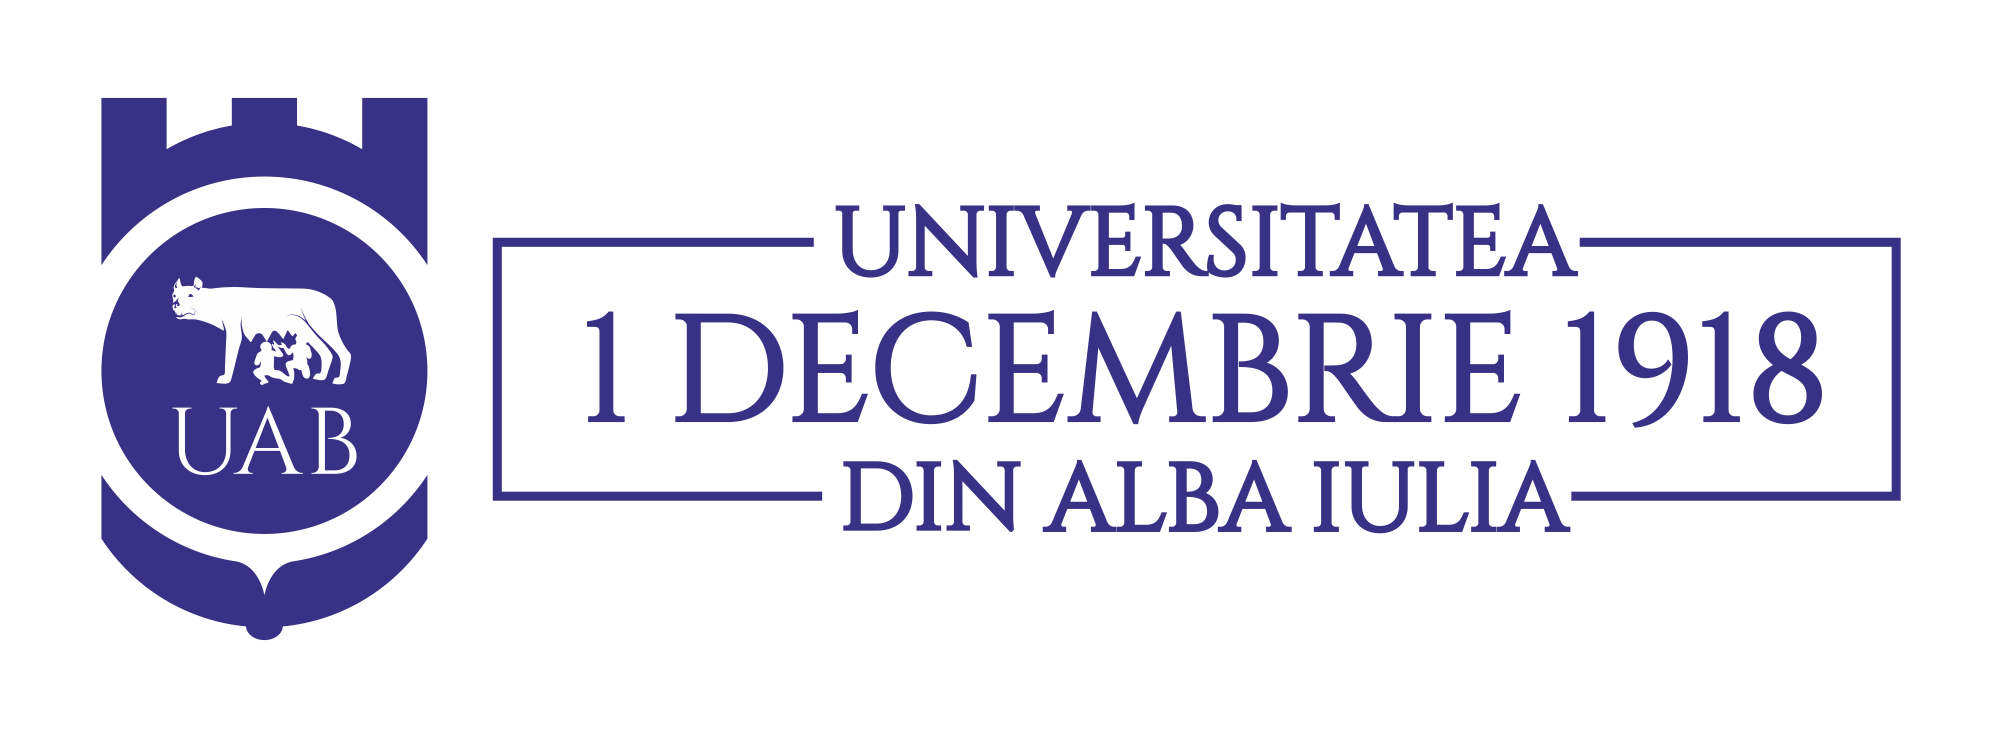 UAB
UNIVERSITATEA
1 DECEMBRIE 1918
DIN ALBA IULIA